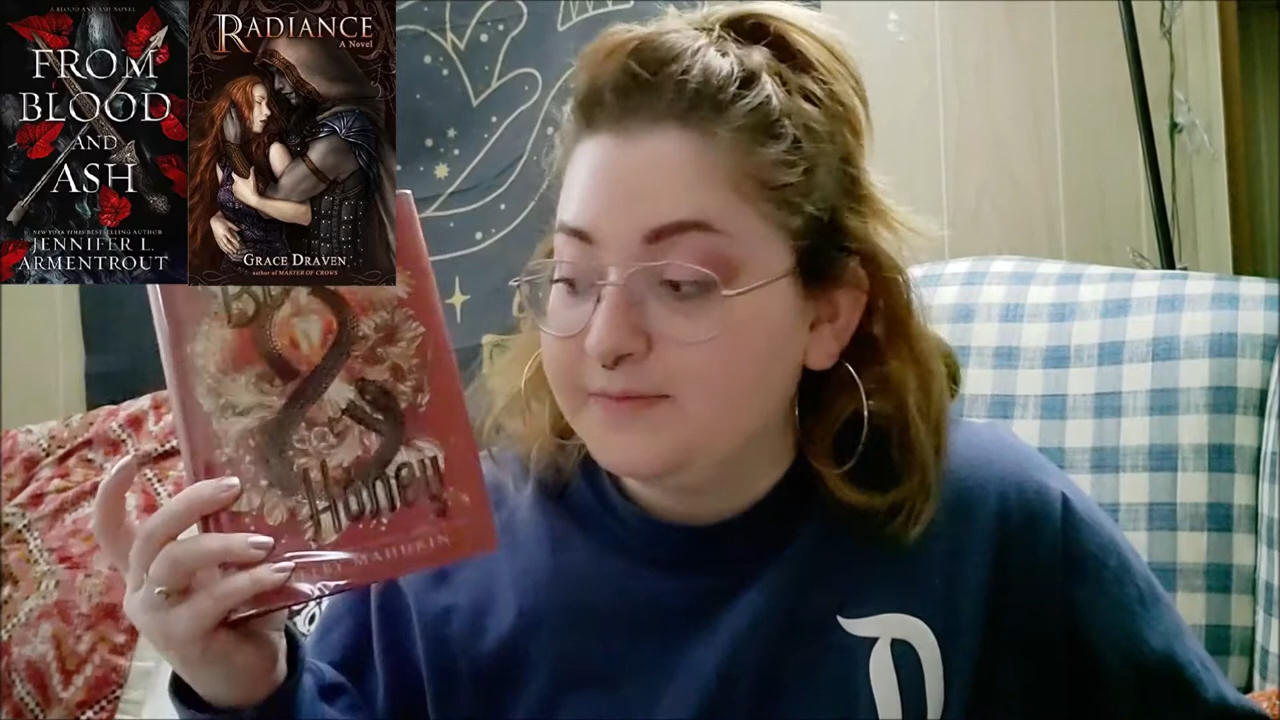 A BLOOD AND ASH NOVEL
FROM
BLOOD
AND
ASH
NEW YORK TIMES BESTSELLING AUTHOR
JENNIFER L.
ARMENTROUT
RADIANCE
A Novel
GRACE DRAVEN
author of MASTER OF CROWS
Honey
MAHURIN
D